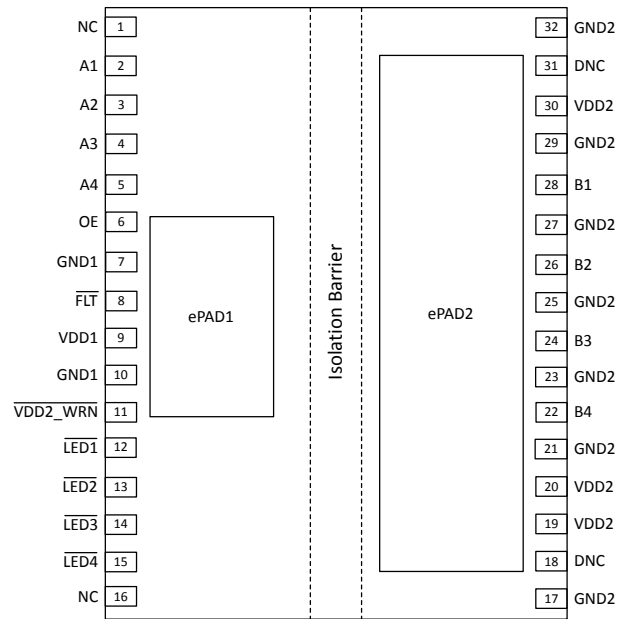 NC 1
A1 2
A2 3
A3 4
A4 5
OE 6
GND1 7
FLT 8
VDD1 9
GND1 10
VDD2_WRN 11
LED1 12
LED2 13
LED3 14
LED4 15
NC 16
ePAD1
Isolation Barrier
ePAD2
32 GND2
31 DNC
30 VDD2
29 GND2
28 B1
27 GND2
26 B2
25 GND2
24 B3
23 GND2
22 B4
21 GND2
20 VDD2
19 VDD2
18 DNC
17 GND2